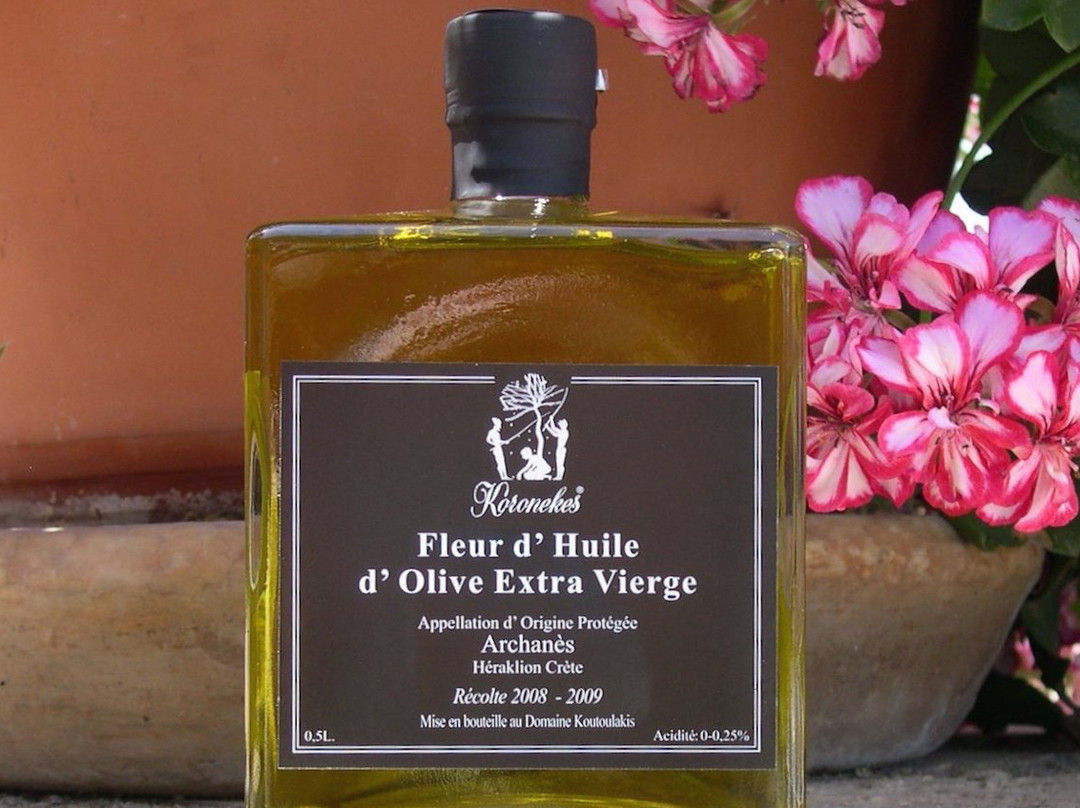 Koronekes®
Fleur d’ Huile
d’ Olive Extra Vierge
Appellation d’ Origine Protégée
Archanès
Héraklion Crète
Récolte 2008 - 2009
Mise en bouteille au Domaine Koutoulakis
0,5L. Acidité: 0-0,25%